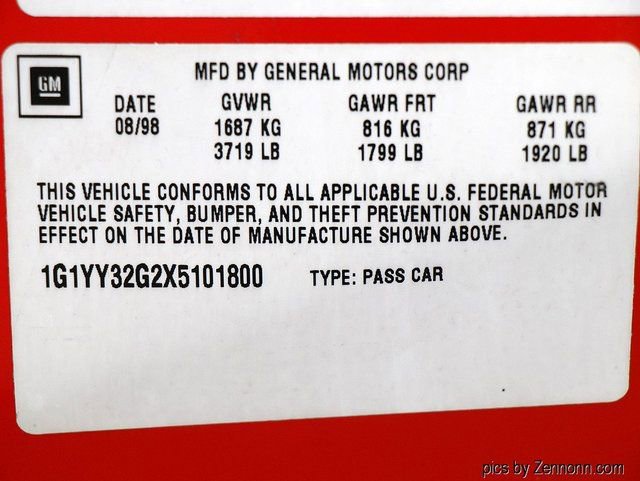 GM
MFD BY GENERAL MOTORS CORP
DATE GVWR GAWR FRT GAWR RR
08/98 1687 KG 816 KG 871 KG
3719 LB 1799 LB 1920 LB
THIS VEHICLE CONFORMS TO ALL APPLICABLE U.S. FEDERAL MOTOR
VEHICLE SAFETY, BUMPER, AND THEFT PREVENTION STANDARDS IN
EFFECT ON THE DATE OF MANUFACTURE SHOWN ABOVE.
1G1YY32G2X5101800 TYPE: PASS CAR
pics by Zennonn.com